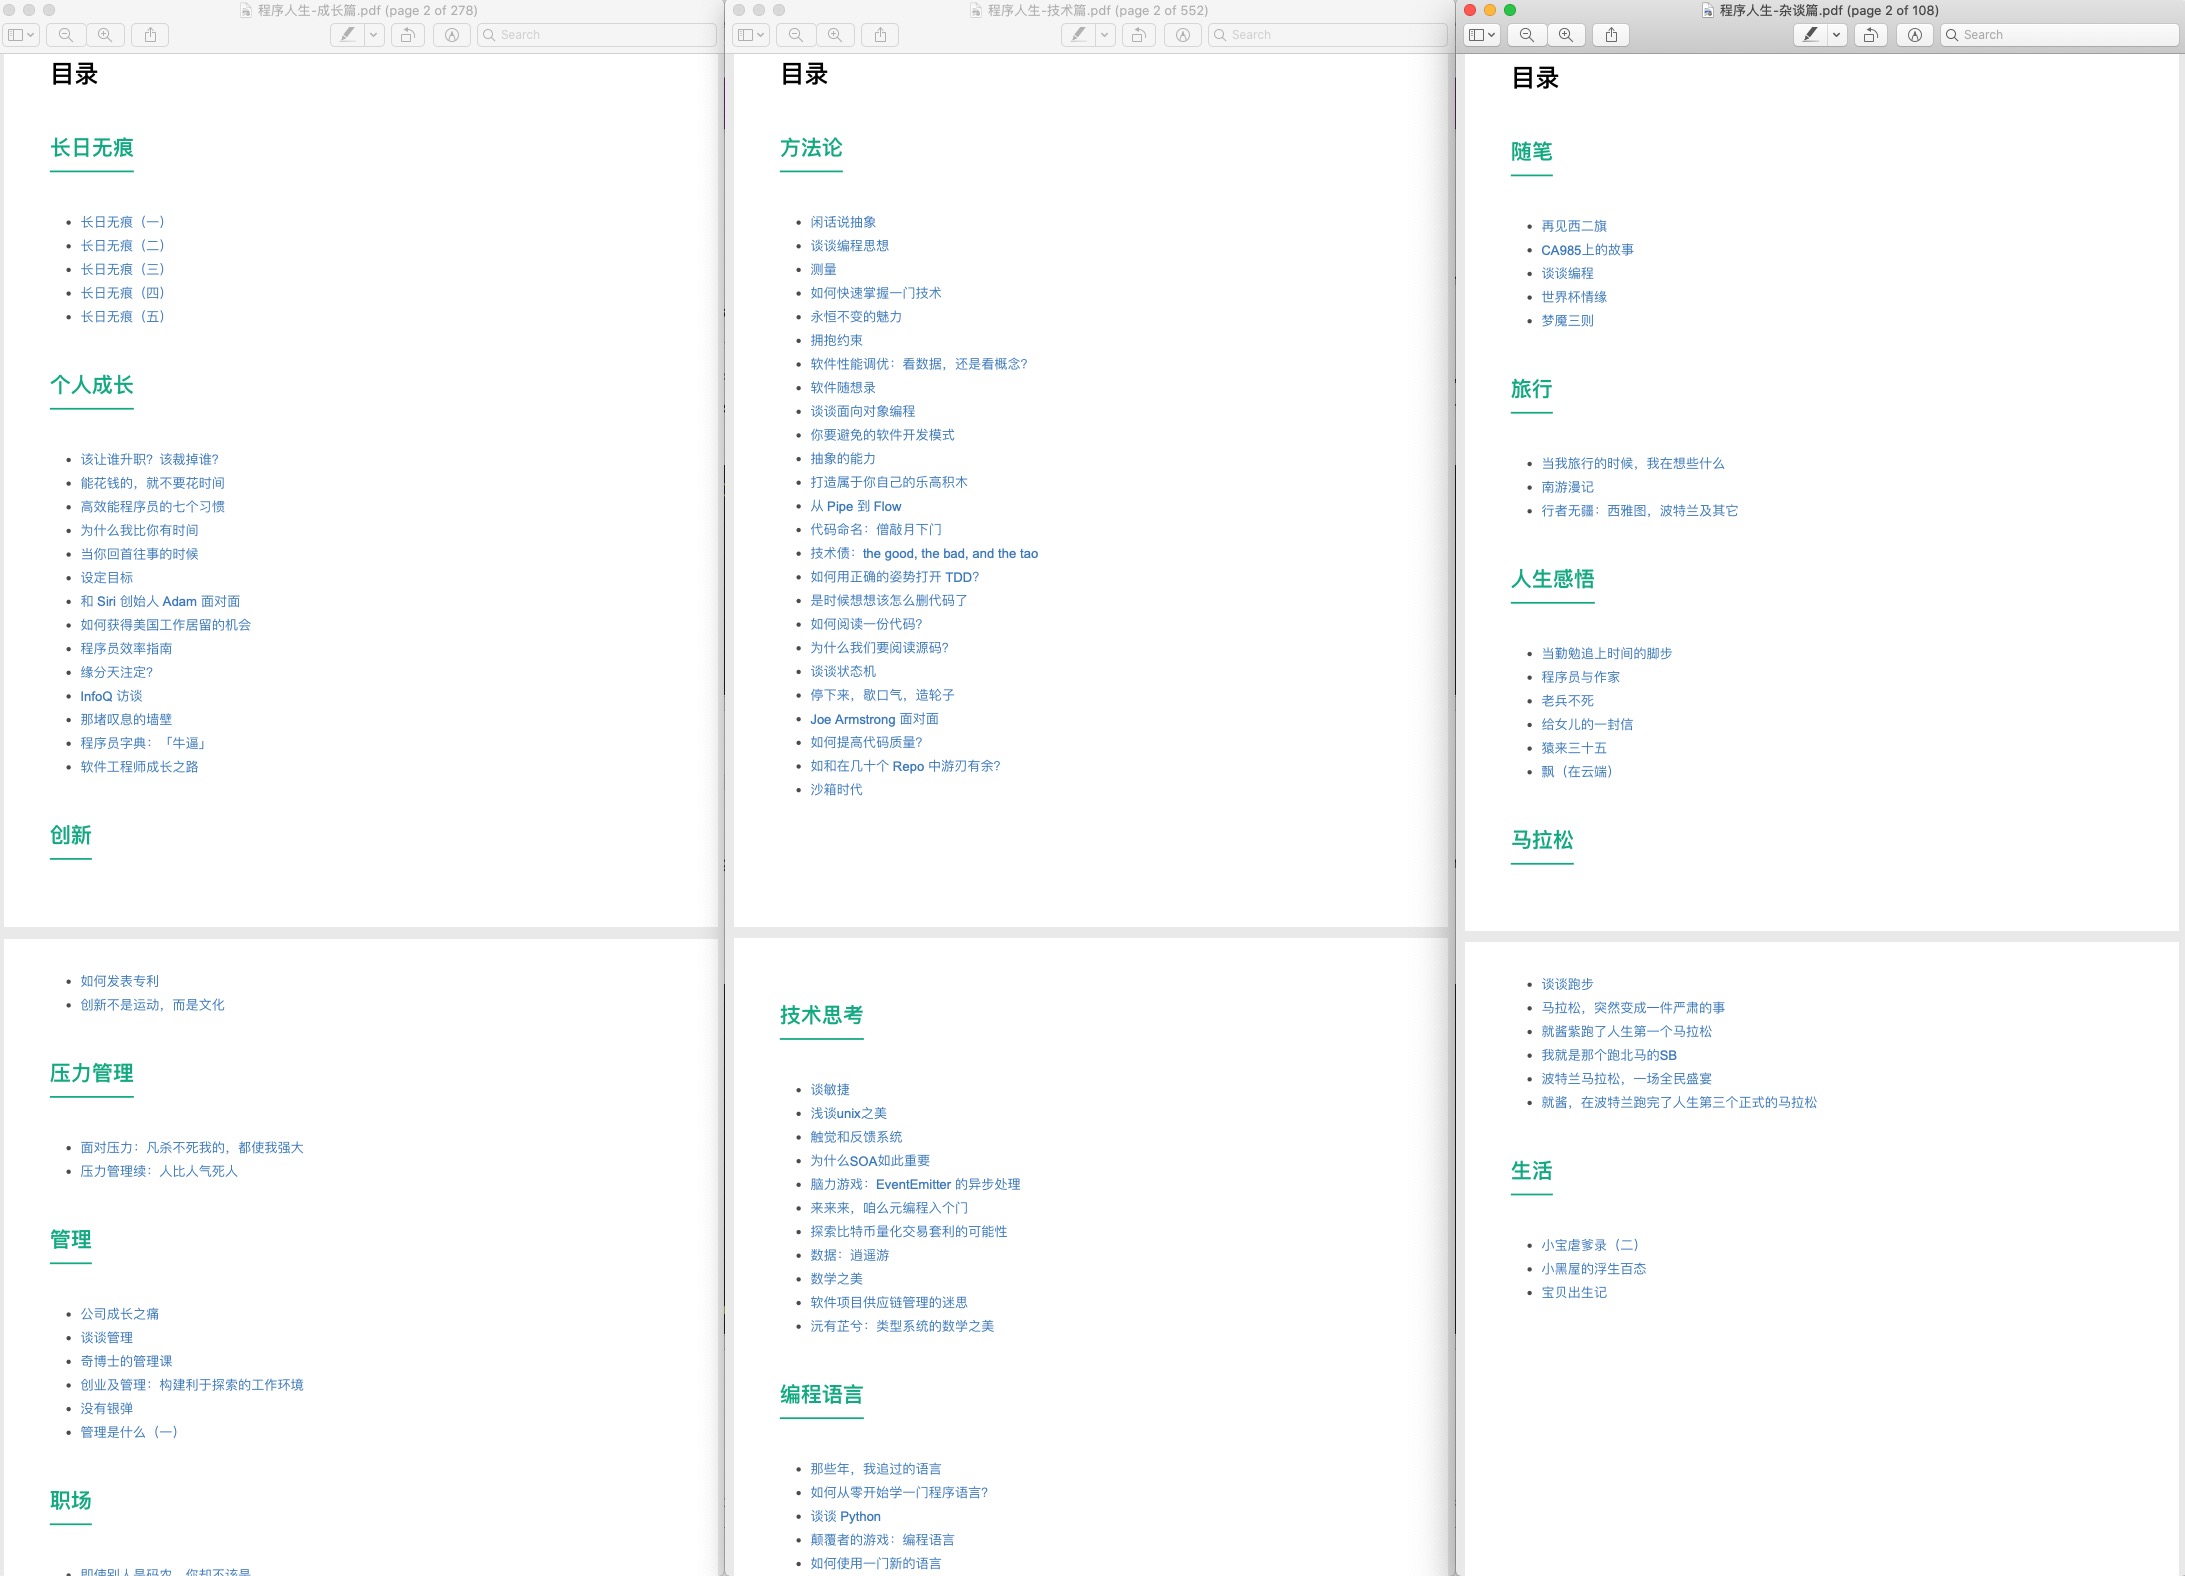 程序人生-成长篇.pdf (page 2 of 278)
Search
目录
长日无痕
长日无痕（一）
长日无痕（二）
长日无痕（三）
长日无痕（四）
长日无痕（五）
个人成长
该让谁升职？该裁掉谁？
能花钱的，就不要花时间
高效能程序员的七个习惯
为什么我比你有时间
当你回首往事的时候
设定目标
和 Siri 创始人 Adam 面对面
如何获得美国工作居留的机会
程序员效率指南
缘分天注定？
InfoQ 访谈
那堵叹息的墙壁
程序员字典：「牛逼」
软件工程师成长之路
创新
如何发表专利
创新不是运动，而是文化
压力管理
面对压力：凡杀不死我的，都使我强大
压力管理续：人比人气死人
管理
公司成长之痛
谈谈管理
奇博士的管理课
创业及管理：构建利于探索的工作环境
没有银弹
管理是什么（一）
职场
即使别人是码农，你却不该是
程序人生-技术篇.pdf (page 2 of 552)
Search
目录
方法论
闲话说抽象
谈谈编程思想
测量
如何快速掌握一门技术
永恒不变的魅力
拥抱约束
软件性能调优：看数据，还是看概念？
软件随想录
谈谈面向对象编程
你要避免的软件开发模式
抽象的能力
打造属于你自己的乐高积木
从 Pipe 到 Flow
代码命名：僧敲月下门
技术债：the good, the bad, and the tao
如何用正确的姿势打开 TDD？
是时候想想该怎么删代码了
如何阅读一份代码？
为什么我们要阅读源码？
谈谈状态机
停下来，歇口气，造轮子
Joe Armstrong 面对面
如何提高代码质量？
如和在几十个 Repo 中游刃有余？
沙箱时代
技术思考
谈敏捷
浅谈unix之美
触觉和反馈系统
为什么SOA如此重要
脑力游戏：EventEmitter 的异步处理
来来来，咱么元编程入个门
探索比特币量化交易套利的可能性
数据：逍遥游
数学之美
软件项目供应链管理的迷思
沅有芷兮：类型系统的数学之美
编程语言
那些年，我追过的语言
如何从零开始学一门程序语言？
谈谈 Python
颠覆者的游戏：编程语言
如何使用一门新的语言
程序人生-杂谈篇.pdf (page 2 of 108)
Search
目录
随笔
再见西二旗
CA985上的故事
谈谈编程
世界杯情缘
梦魇三则
旅行
当我旅行的时候，我在想些什么
南游漫记
行者无疆：西雅图，波特兰及其它
人生感悟
当勤勉追上时间的脚步
程序员与作家
老兵不死
给女儿的一封信
猿来三十五
飘（在云端）
马拉松
谈谈跑步
马拉松，突然变成一件严肃的事
就酱紫跑了人生第一个马拉松
我就是那个跑北马的SB
波特兰马拉松，一场全民盛宴
就酱，在波特兰跑完了人生第三个正式的马拉松
生活
小宝虐爹录（二）
小黑屋的浮生百态
宝贝出生记